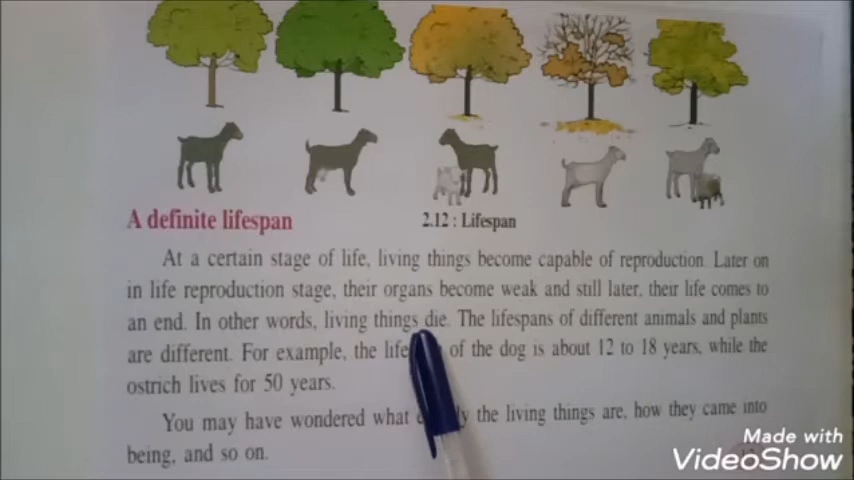 A definite lifespan
2.12 : Lifespan
At a certain stage of life, living things become capable of reproduction. Later on
in life reproduction stage, their organs become weak and still later, their life comes to
an end. In other words, living things die. The lifespans of different animals and plants
are different. For example, the life of the dog is about 12 to 18 years, while the
ostrich lives for 50 years.
You may have wondered what the living things are, how they came into
being, and so on.
Made with
VideoShow